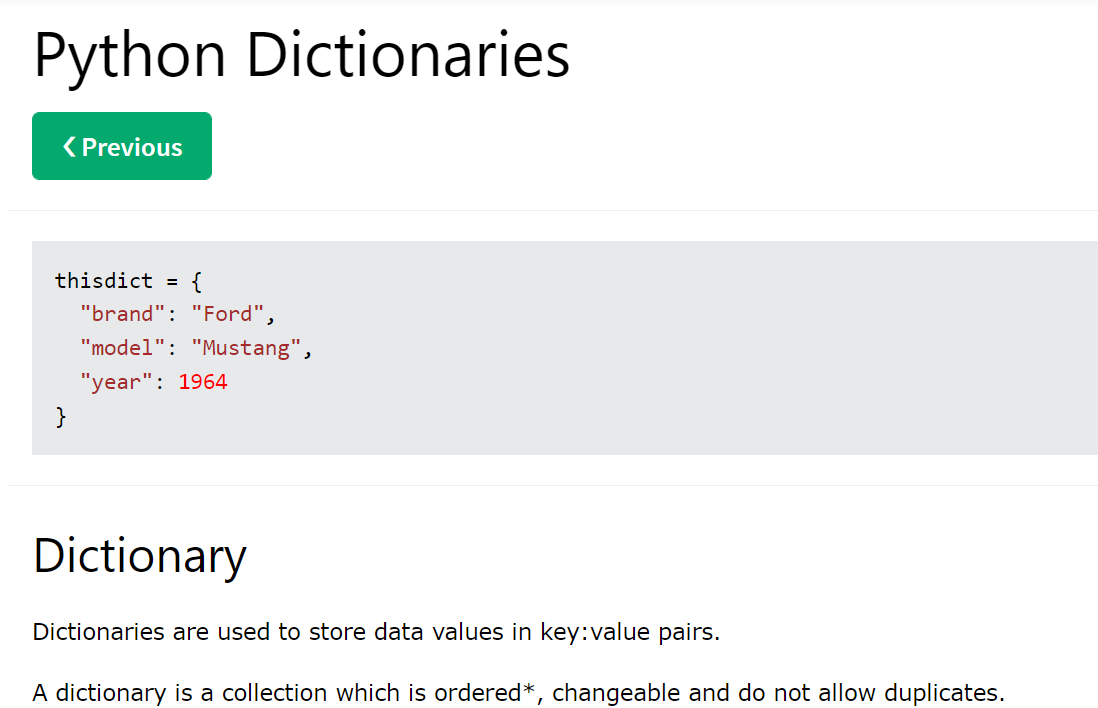 Python Dictionaries
❮ Previous
thisdict = {
  "brand": "Ford",
  "model": "Mustang",
  "year": 1964
}
Dictionary
Dictionaries are used to store data values in key:value pairs.
A dictionary is a collection which is ordered*, changeable and do not allow duplicates.